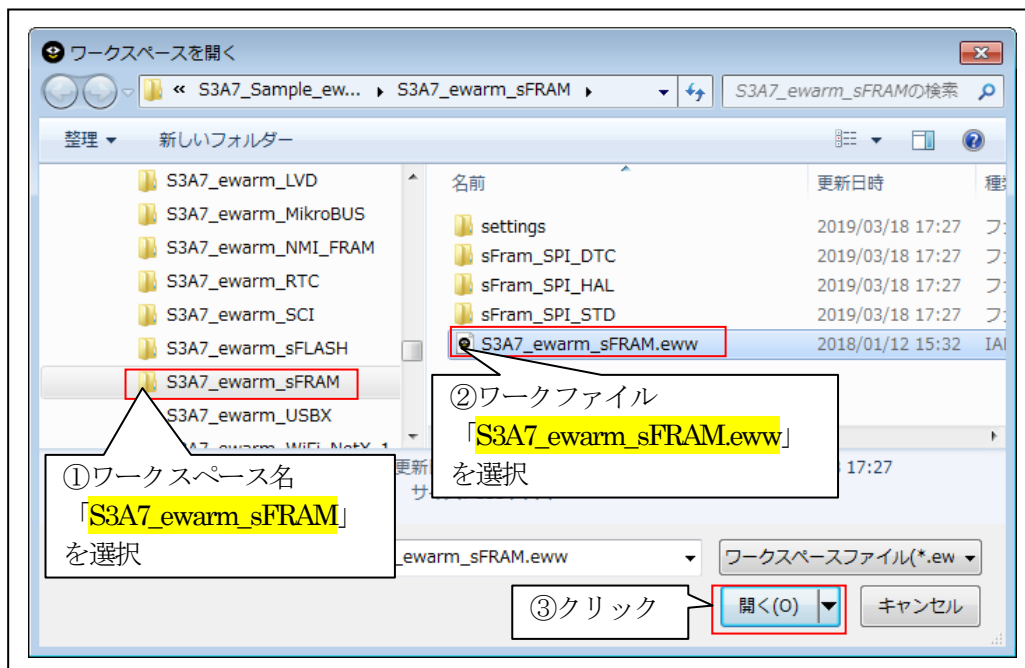 ワークスペースを開く
« S3A7_Sample_ew... ▸ S3A7_ewarm_sFRAM ▸
S3A7_ewarm_sFRAMの検索
整理 ▼ 新しいフォルダー
S3A7_ewarm_LVD
S3A7_ewarm_MikroBUS
S3A7_ewarm_NMI_FRAM
S3A7_ewarm_RTC
S3A7_ewarm_SCI
S3A7_ewarm_sFLASH
S3A7_ewarm_sFRAM
S3A7_ewarm_USBX
名前 更新日時
settings 2019/03/18 17:27
sFram_SPI_DTC 2019/03/18 17:27
sFram_SPI_HAL 2019/03/18 17:27
sFram_SPI_STD 2019/03/18 17:27
S3A7_ewarm_sFRAM.eww 2018/01/12 15:32
①ワークスペース名
「S3A7_ewarm_sFRAM」
を選択
②ワークファイル
「S3A7_ewarm_sFRAM.eww」
を選択
更新
17:27
_ewarm_sFRAM.eww
ワークスペースファイル(*.ew
③クリック
開く(O)
キャンセル